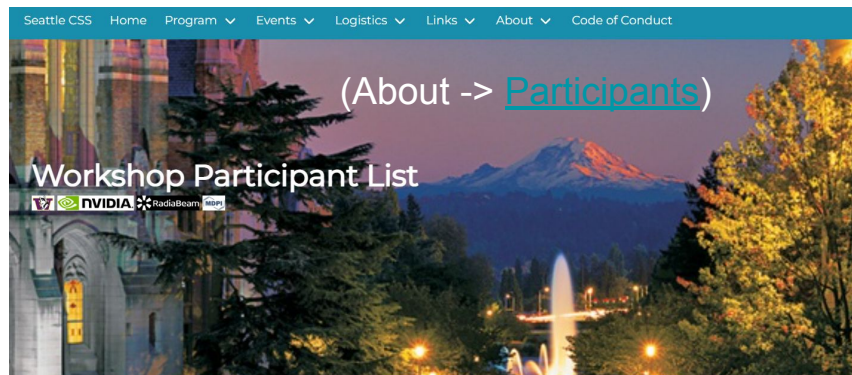 Seattle CSS Home Program Events Logistics Links About Code of Conduct
(About -> Participants)
Workshop Participant List
NVIDIA RadiaBeam MDPI